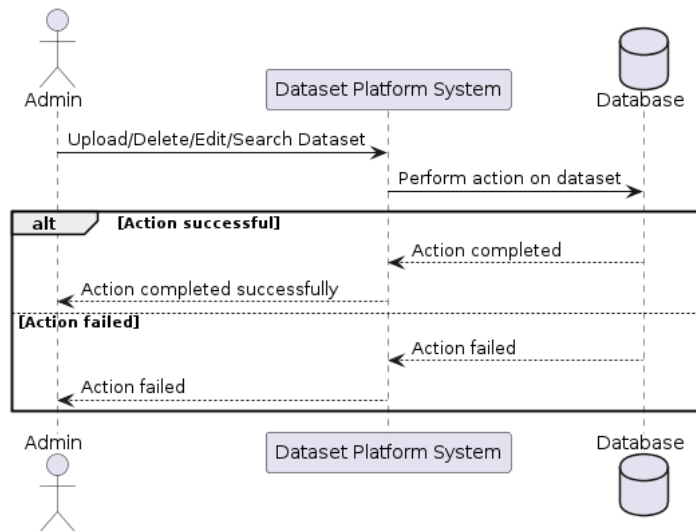 Admin
Dataset Platform System
Database
Upload/Delete/Edit/Search Dataset
Perform action on dataset
alt [Action successful]
Action completed
Action completed successfully
[Action failed]
Action failed
Action failed
Admin
Dataset Platform System
Database